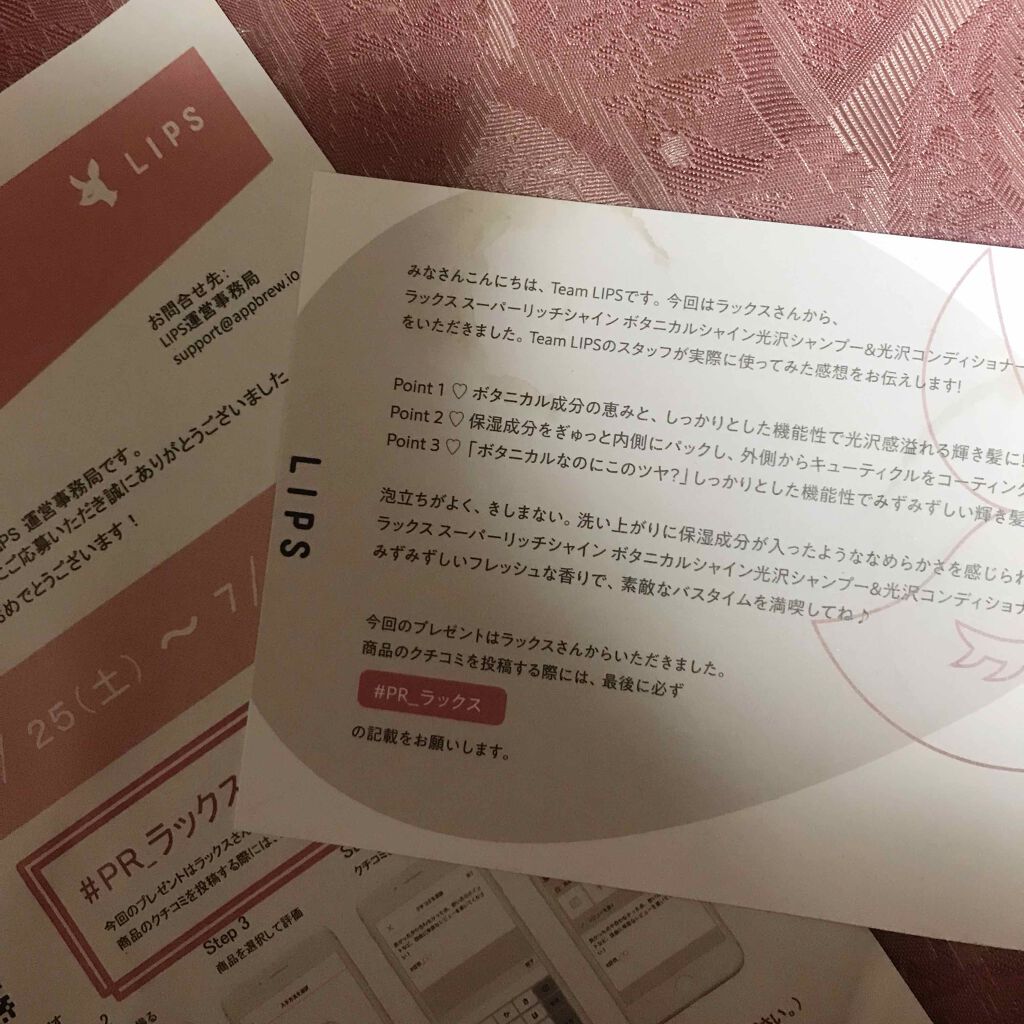 LIPS
お問合せ先:
LIPS運営事務局
support@appbrew.io
LIPS 運営事務局です。
ご応募いただき誠にありがとうございました
めでとうございます!
25(土) ～ 7/
#PR_ラックス
今回のプレゼントはラックスさん
商品のクチコミを投稿する際には、
Step 3
商品を選択して評価
クチコミ
LIPS
みなさんこんにちは、Team LIPSです。今回はラックスさんから、
ラックス スーパーリッチシャイン ボタニカルシャイン光沢シャンプー&光沢コンディショナー
をいただきました。Team LIPSのスタッフが実際に使ってみた感想をお伝えします!
Point 1 ♡ ボタニカル成分の恵みと、しっかりとした機能性で光沢感溢れる輝き髪に!
Point 2 ♡ 保湿成分をぎゅっと内側にパックし、外側からキューティクルをコーティング
Point 3 ♡「ボタニカルなのにこのツヤ?」しっかりとした機能性でみずみずしい輝き髪
泡立ちがよく、きしまない。洗い上がりに保湿成分が入ったようななめらかさを感じられ
ラックス スーパーリッチシャイン ボタニカルシャイン光沢シャンプー&光沢コンディショナ
みずみずしいフレッシュな香りで、素敵なバスタイムを満喫してね♪
今回のプレゼントはラックスさんからいただきました。
商品のクチコミを投稿する際には、最後に必ず
#PR_ラックス
の記載をお願いします。